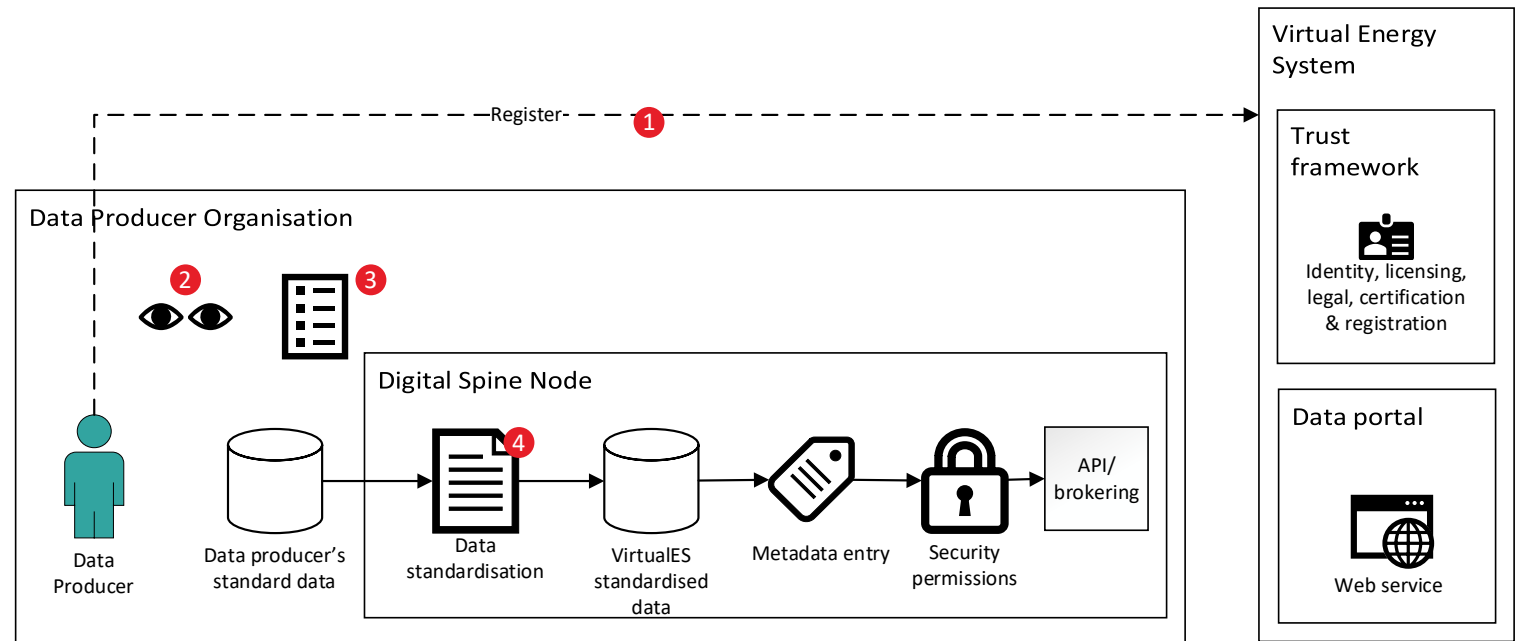 Virtual Energy
System
Register
1
Trust
framework
Identity, licensing,
legal, certification
& registration
Data Producer Organisation
2
3
Digital Spine Node
4
Data portal
API/
brokering
Data
Producer
Data producer's
standard data
Data
standardisation
VirtualES
standardised
data
Metadata entry
Security
permissions
Web service